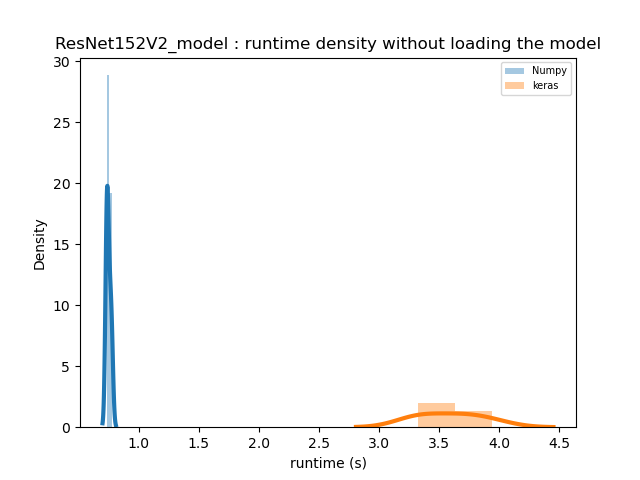 ResNet152V2_model : runtime density without loading the model
Numpy
keras
30
25
20
15
10
5
0
Density
1.0 1.5 2.0 2.5 3.0 3.5 4.0 4.5
runtime (s)